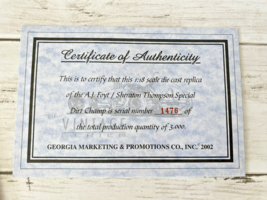 Certificate of Authenticity
This is to certify that this 1:18 scale die cast replica
of the A.J. Foyt / Sheraton Thompson Special
Dirt Champ is serial number 1476 of
the total production quantity of 3,000.
GEORGIA MARKETING & PROMOTIONS CO., INC. 2002